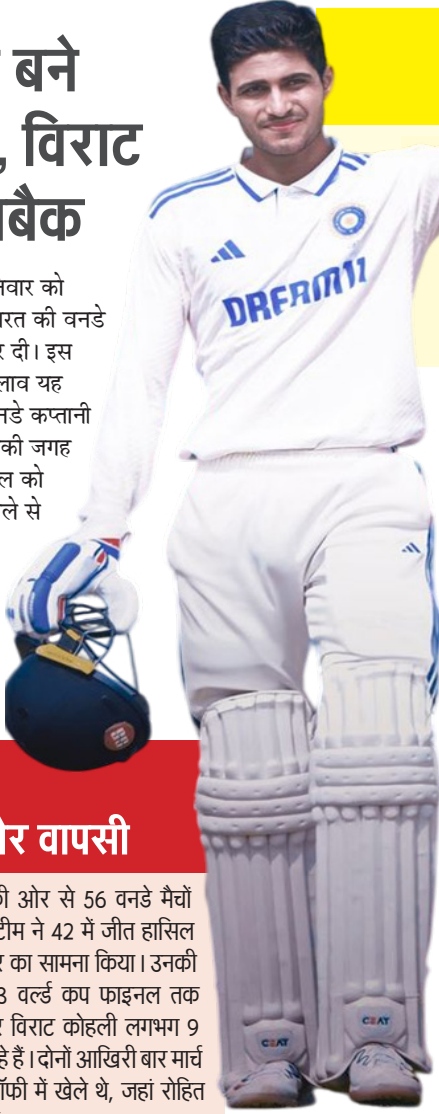 बने
, विराट
बैक
वार को
रत की वनडे
र दी। इस
लाव यह
नडे कप्तानी
की जगह
ल को
ले से
DREAM11
र वापसी
की ओर से 56 वनडे मैचों
टीम ने 42 में जीत हासिल
र का सामना किया। उनकी
3 वर्ल्ड कप फाइनल तक
र विराट कोहली लगभग 9
हे हैं। दोनों आखिरी बार मार्च
ॉफी में खेले थे, जहां रोहित
CEAT
CEAT